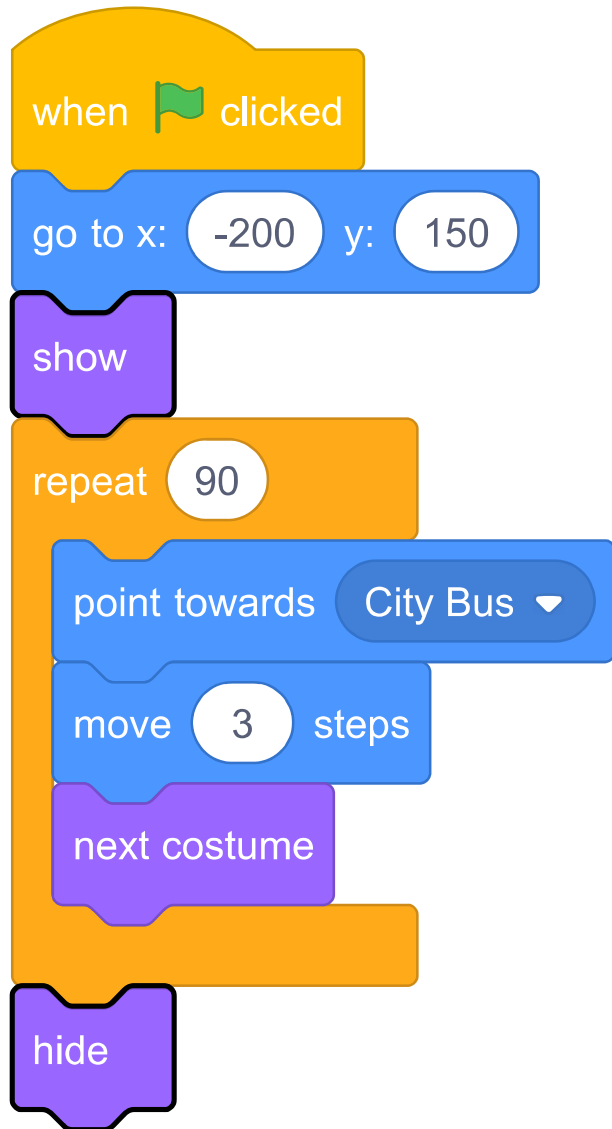 when clicked
go to x: -200 y: 150
show
repeat 90
point towards City Bus
move 3 steps
next costume
hide